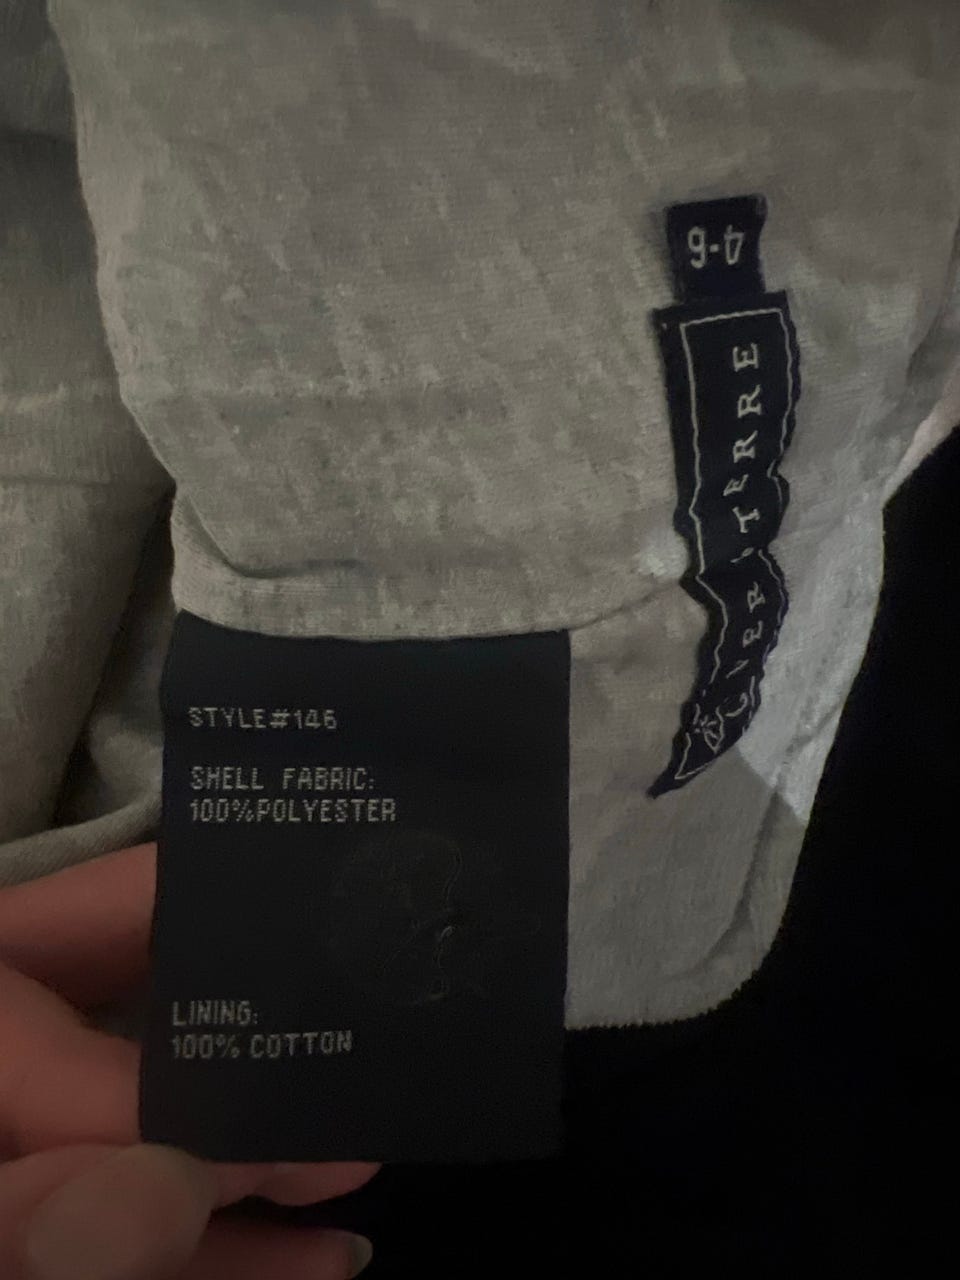 4-6
TERRE
STYLE#146
SHELL FABRIC:
100%POLYESTER
LINING:
100% COTTON